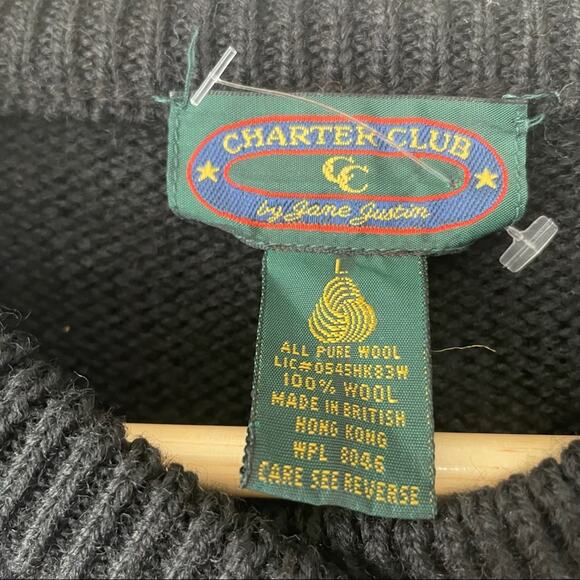 CHARTER CLUB
CC
by Jane Justin
L
ALL PURE WOOL
LIC#0545HK83W
100% WOOL
MADE IN BRITISH
HONG KONG
WPL 8046
CARE SEE REVERSE